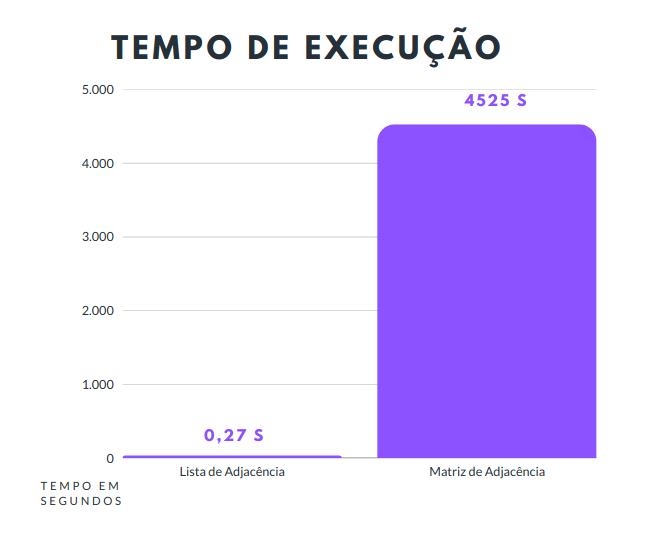 TEMPO DE EXECUÇÃO
5.000
4525 S
4.000
3.000
2.000
1.000
0,27 S
0
Lista de Adjacência
Matriz de Adjacência
TEMPO EM
SEGUNDOS